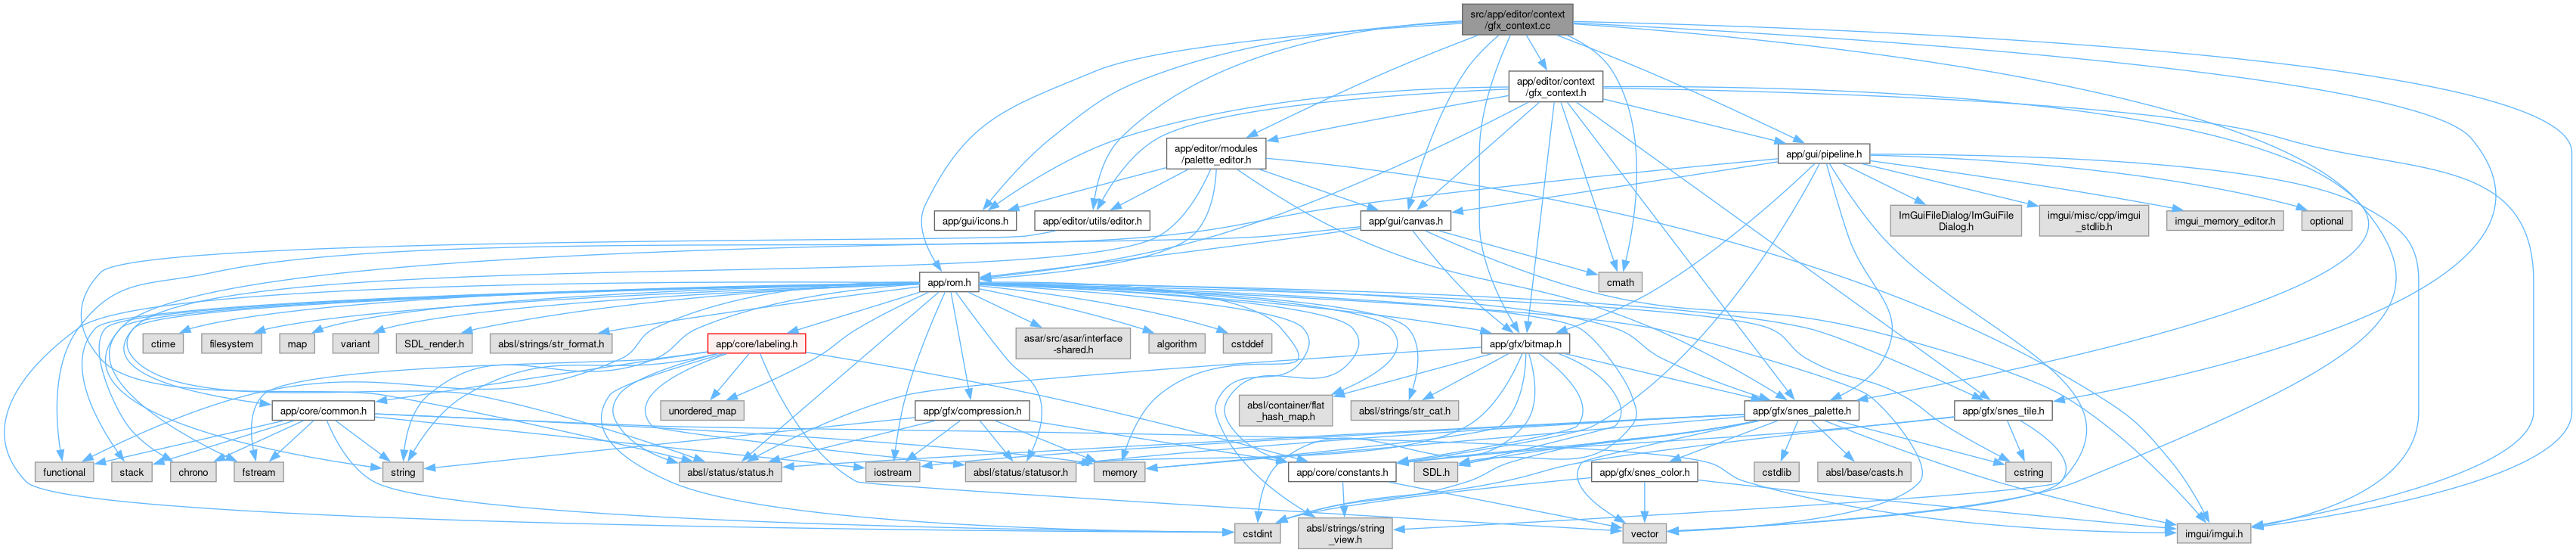 src/app/editor/context
/gfx_context.cc
app/editor/context
/gfx_context.h
app/editor/modules
/palette_editor.h
app/gui/pipeline.h
app/gui/icons.h
app/editor/utils/editor.h
app/gui/canvas.h
ImGuiFileDialog/ImGuiFile
Dialog.h
imgui/misc/cpp/imgui
_stdlib.h
imgui_memory_editor.h
optional
app/rom.h
cmath
ctime
filesystem
map
variant
SDL_render.h
absl/strings/str_format.h
app/core/labeling.h
asar/src/asar/interface
-shared.h
algorithm
cstddef
app/gfx/bitmap.h
unordered_map
app/core/common.h
app/gfx/compression.h
absl/container/flat
_hash_map.h
absl/strings/str_cat.h
app/gfx/snes_palette.h
app/gfx/snes_tile.h
functional
stack
chrono
fstream
string
absl/status/status.h
iostream
absl/status/statusor.h
memory
app/core/constants.h
SDL.h
app/gfx/snes_color.h
cstdlib
absl/base/casts.h
cstring
cstdint
absl/strings/string
_view.h
vector
imgui/imgui.h